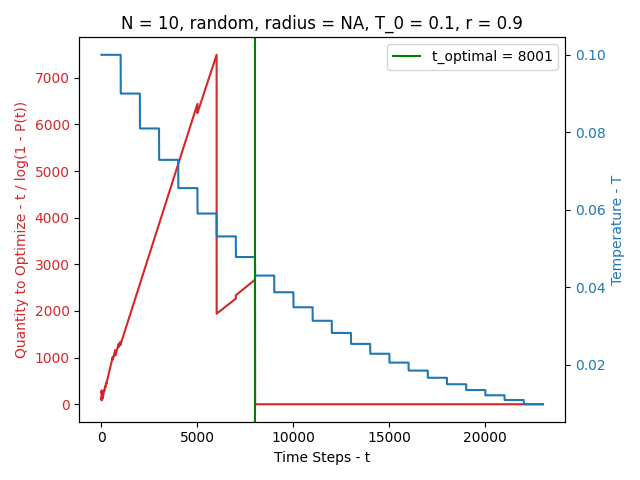 N = 10, random, radius = NA, T_0 = 0.1, r = 0.9
t_optimal = 8001
Quantity to Optimize - t / log(1 - P(t))
7000
6000
5000
4000
3000
2000
1000
0
0.10
0.08
0.06
0.04
0.02
Temperature - T
0 5000 10000 15000 20000
Time Steps - t